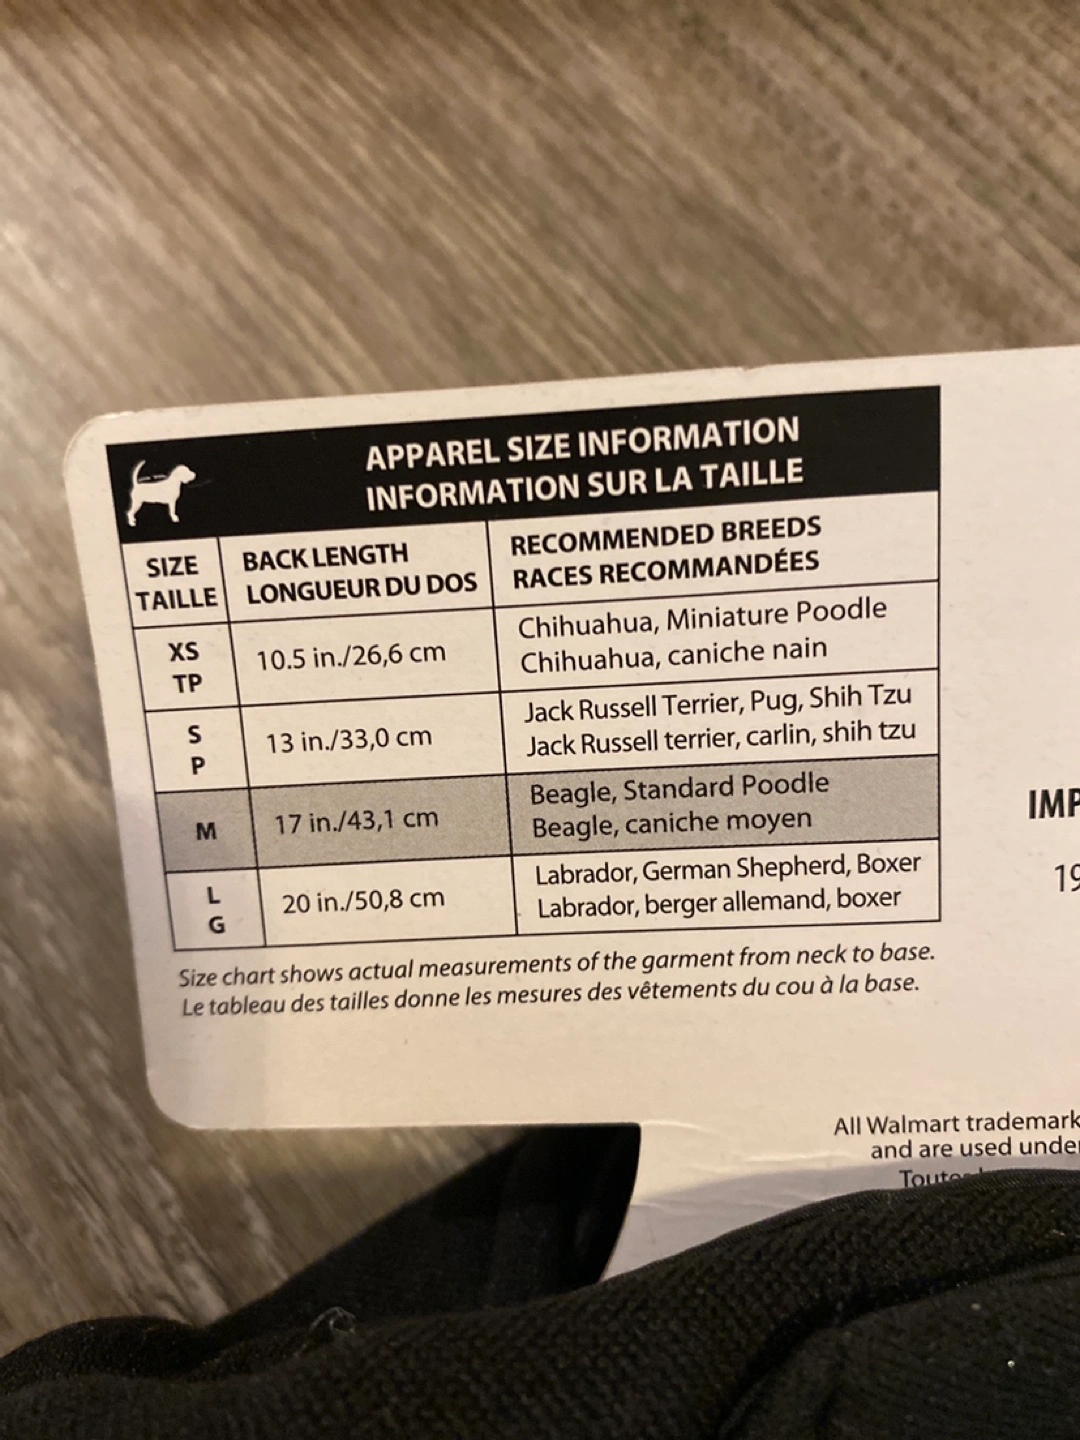 APPAREL SIZE INFORMATION
INFORMATION SUR LA TAILLE
SIZE
TAILLE
BACK LENGTH
LONGUEUR DU DOS
RECOMMENDED BREEDS
RACES RECOMMANDÉES
XS
TP
10.5 in./26,6 cm
Chihuahua, Miniature Poodle
Chihuahua, caniche nain
S
P
13 in./33,0 cm
Jack Russell Terrier, Pug, Shih Tzu
Jack Russell terrier, carlin, shih tzu
M
17 in./43,1 cm
Beagle, Standard Poodle
Beagle, caniche moyen
L
G
20 in./50,8 cm
Labrador, German Shepherd, Boxer
Labrador, berger allemand, boxer
Size chart shows actual measurements of the garment from neck to base.
Le tableau des tailles donne les mesures des vêtements du cou à la base.
IMP
19
All Walmart trademark
and are used under